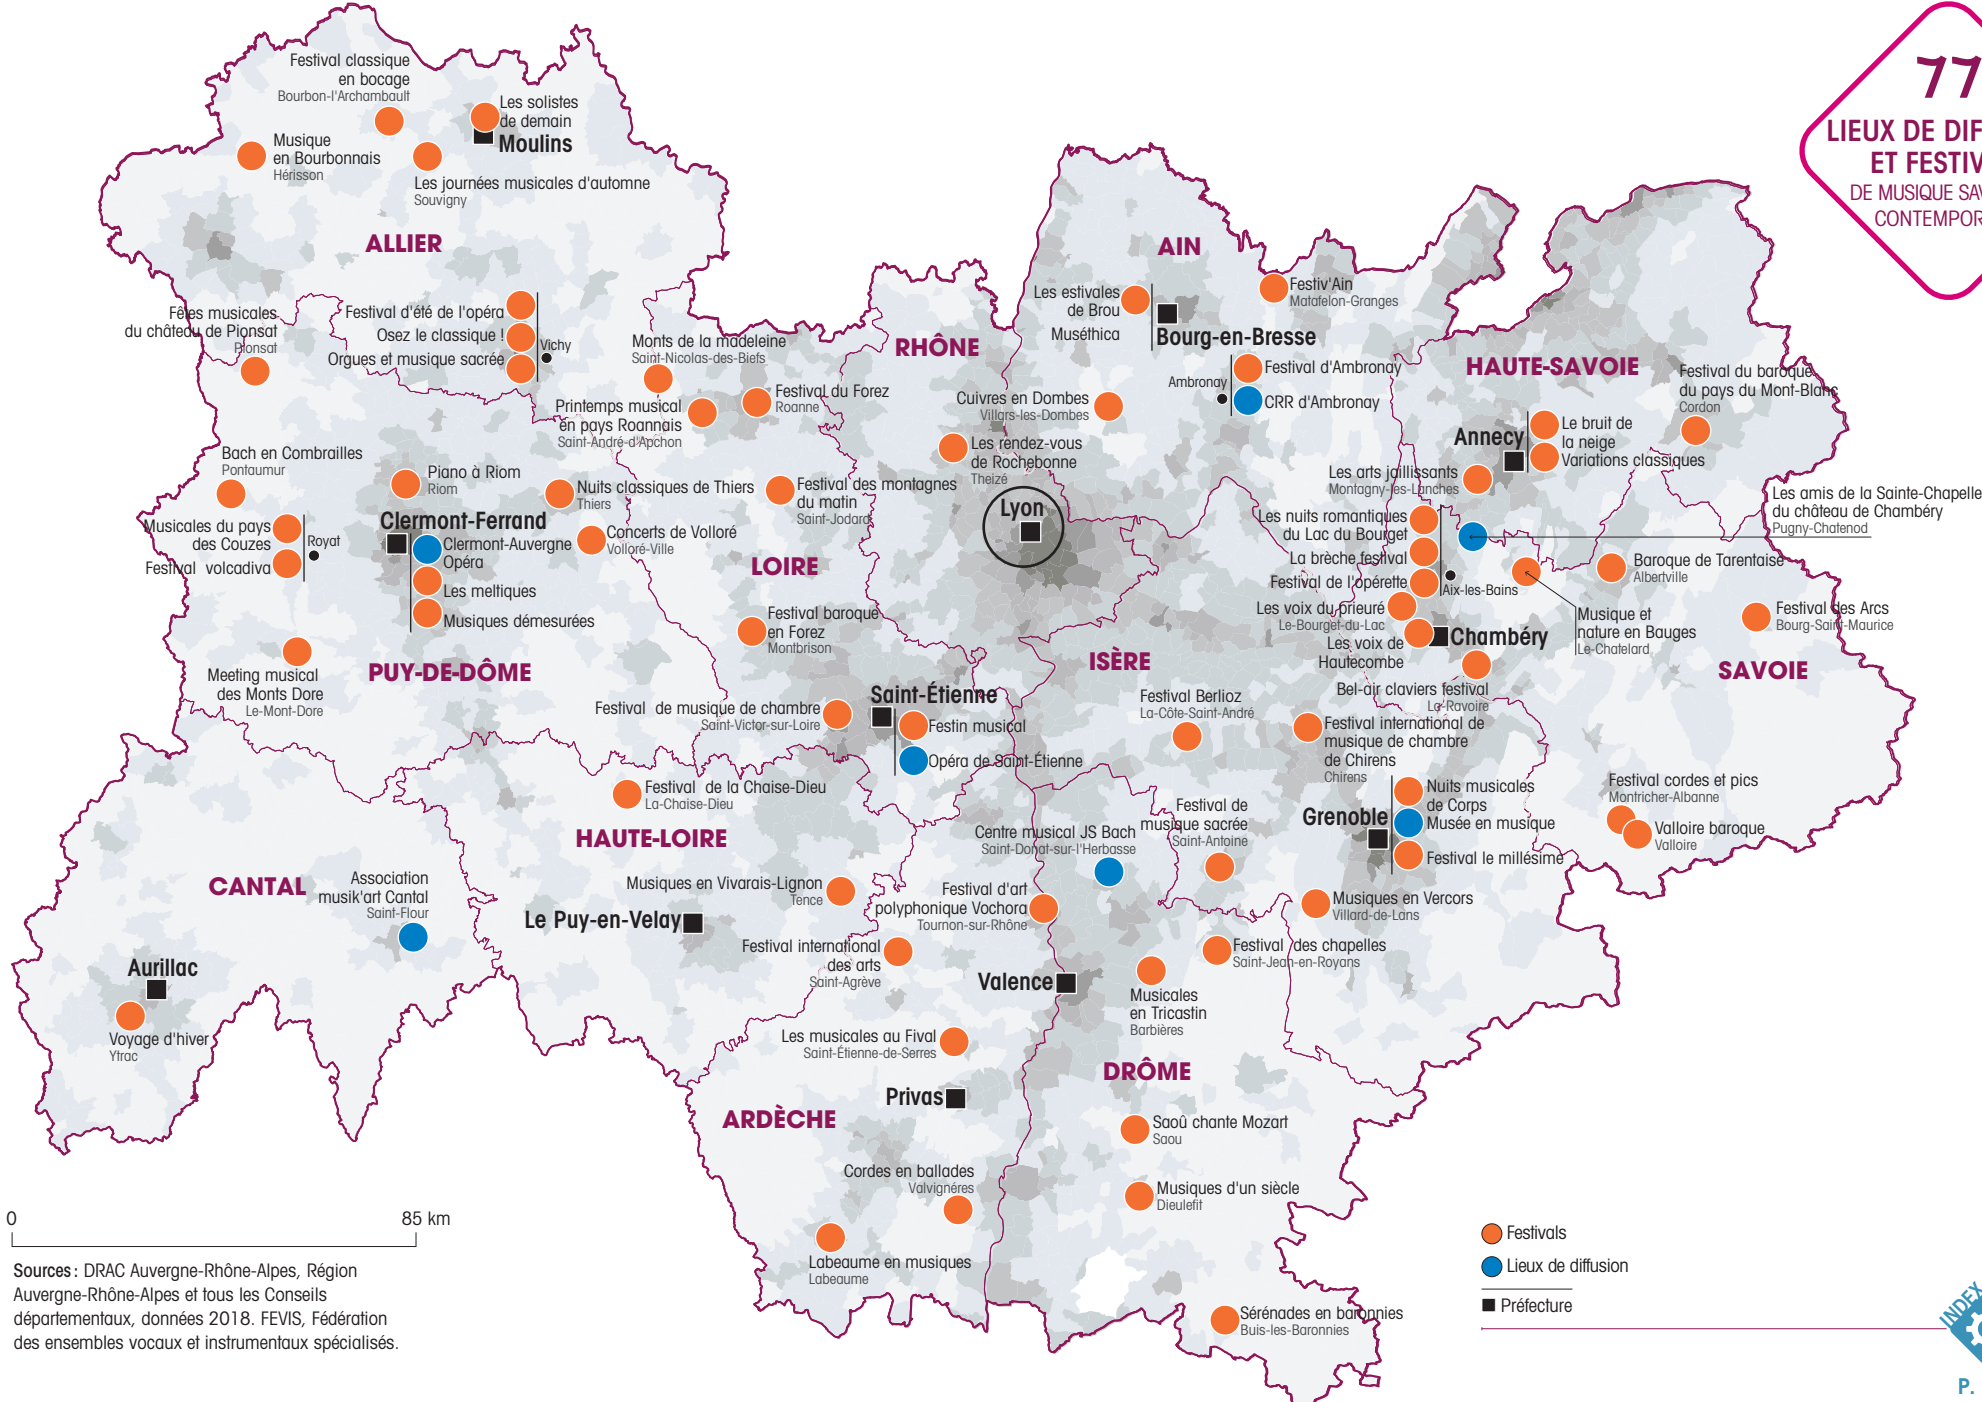 77
LIEUX DE DIF
ET FESTIV
DE MUSIQUE SAV
CONTEMPOR
Festival classique
en bocage
Bourbon-l'Archambault
Les solistes
de demain
Moulins
Musique
en Bourbonnais
Hérisson
Les journées musicales d'automne
Souvigny
ALLIER
Fêtes musicales
du château de Pionsat
Pionsat
Festival d'été de l'opéra
Osez le classique !
Orgues et musique sacrée
Vichy
Monts de la madeleine
Saint-Nicolas-des-Biefs
Festival du Forez
Roanne
Printemps musical
en pays Roannais
Saint-André-d'Apchon
RHÔNE
AIN
Les estivales
de Brou
Muséthica
Bourg-en-Bresse
Festiv'Ain
Matafelon-Granges
Ambronay
Festival d'Ambronay
CRR d'Ambronay
Cuivres en Dombes
Villars-les-Dombes
Les rendez-vous
de Rochebonne
Theizé
HAUTE-SAVOIE
Festival du baroque
du pays du Mont-Blanc
Cordon
Annecy
Le bruit de
la neige
Variations classiques
Les arts jaillissants
Montagny-les-Lanches
Les amis de la Sainte-Chapelle
du château de Chambéry
Pugny-Chatenod
Bach en Combrailles
Pontaumur
Piano à Riom
Riom
Nuits classiques de Thiers
Thiers
Festival des montagnes
du matin
Saint-Jodard
Lyon
Musicales du pays
des Couzes
Festival volcadiva
Royat
Clermont-Ferrand
Clermont-Auvergne
Opéra
Les meltiques
Musiques démesurées
Concerts de Volloré
Volloré-Ville
LOIRE
Les nuits romantiques
du Lac du Bourget
La brèche festival
Festival de l'opérette
Aix-les-Bains
Les voix du prieuré
Le-Bourget-du-Lac
Les voix de
Hautecombe
Chambéry
Bel-air claviers festival
La-Ravoire
Musique et
nature en Bauges
Le-Chatelard
Baroque de Tarentaise
Albertville
Festival des Arcs
Bourg-Saint-Maurice
SAVOIE
Meeting musical
des Monts Dore
Le-Mont-Dore
PUY-DE-DÔME
Festival baroque
en Forez
Montbrison
ISÈRE
Festival de musique de chambre
Saint-Victor-sur-Loire
Saint-Étienne
Festin musical
Opéra de Saint-Étienne
Festival Berlioz
La-Côte-Saint-André
Festival international de
musique de chambre
de Chirens
Chirens
Festival de la Chaise-Dieu
La-Chaise-Dieu
HAUTE-LOIRE
Grenoble
Nuits musicales
de Corps
Musée en musique
Festival le millésime
Festival cordes et pics
Montricher-Albanne
Valloire baroque
Valloire
Centre musical JS Bach
Saint-Donat-sur-l'Herbasse
Festival de
musique sacrée
Saint-Antoine
CANTAL
Association
musik'art Cantal
Saint-Flour
Musiques en Vivarais-Lignon
Tence
Le Puy-en-Velay
Festival d'art
polyphonique Vochora
Tournon-sur-Rhône
Musiques en Vercors
Villard-de-Lans
Festival international
des arts
Saint-Agrève
Festival des chapelles
Saint-Jean-en-Royans
Aurillac
Voyage d'hiver
Ytrac
Valence
Musicales
en Tricastin
Barbières
Les musicales au Fival
Saint-Étienne-de-Serres
Privas
DRÔME
ARDÈCHE
Saoû chante Mozart
Saou
Cordes en ballades
Valvignéres
Musiques d'un siècle
Dieulefit
Labeaume en musiques
Labeaume
Sérénades en baronnies
Buis-les-Baronnies
0 85 km
Sources : DRAC Auvergne-Rhône-Alpes, Région
Auvergne-Rhône-Alpes et tous les Conseils
départementaux, données 2018. FEVIS, Fédération
des ensembles vocaux et instrumentaux spécialisés.
Festivals
Lieux de diffusion
Préfecture
INDEX
P.